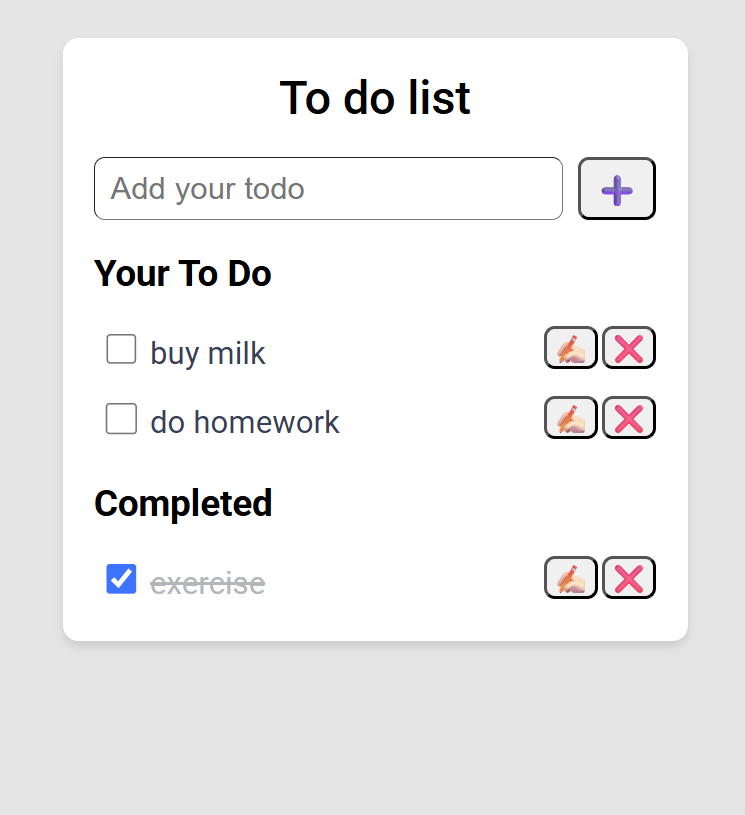 To do list
Add your todo
Your To Do
buy milk
do homework
Completed
exercise